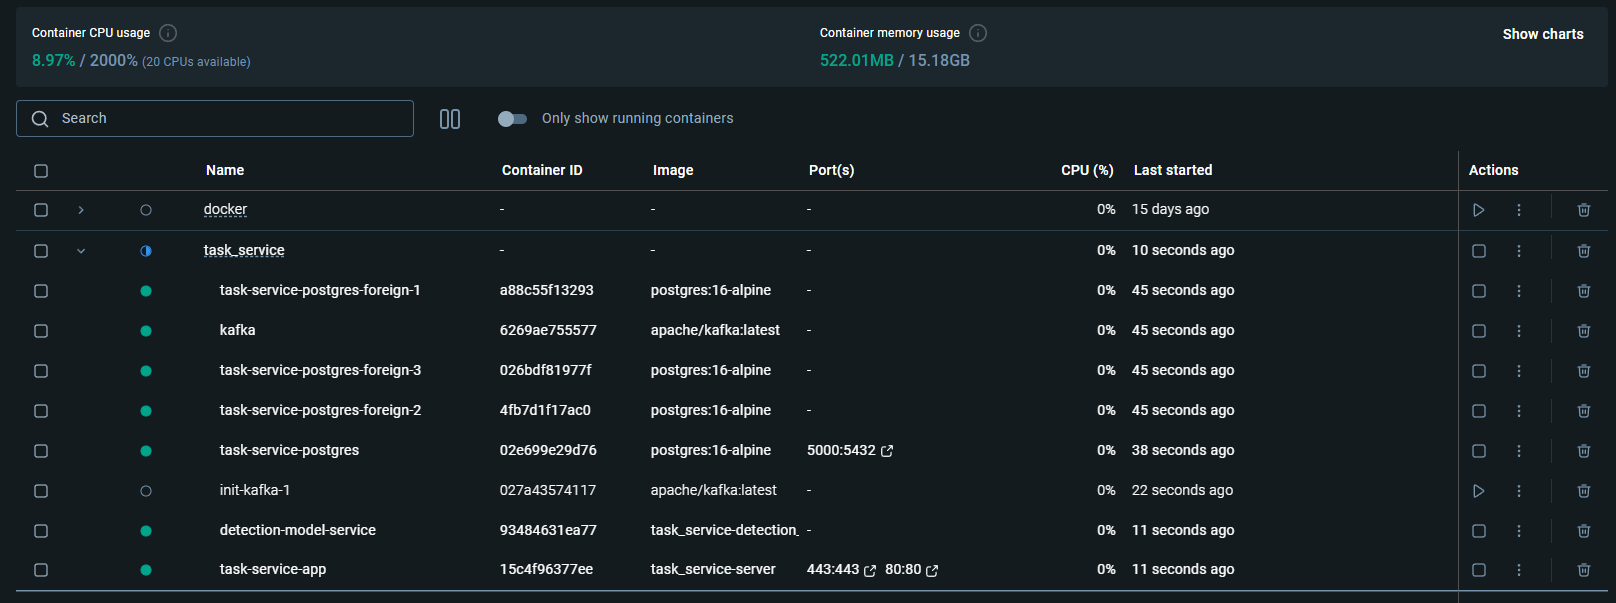 Container CPU usage
8.97% / 2000% (20 CPUs available)
Container memory usage
522.01MB / 15.18GB
Show charts
Search
Only show running containers
Name Container ID Image Port(s) CPU (%) Last started Actions
docker - - - 0% 15 days ago
task_service - - - 0% 10 seconds ago
task-service-postgres-foreign-1 a88c55f13293 postgres:16-alpine - 0% 45 seconds ago
kafka 6269ae755577 apache/kafka:latest - 0% 45 seconds ago
task-service-postgres-foreign-3 026bdf81977f postgres:16-alpine - 0% 45 seconds ago
task-service-postgres-foreign-2 4fb7d1f17ac0 postgres:16-alpine - 0% 45 seconds ago
task-service-postgres 02e699e29d76 postgres:16-alpine 5000:5432 0% 38 seconds ago
init-kafka-1 027a43574117 apache/kafka:latest - 0% 22 seconds ago
detection-model-service 93484631ea77 task_service-detection_ - 0% 11 seconds ago
task-service-app 15c4f96377ee task_service-server 443:443 80:80 0% 11 seconds ago